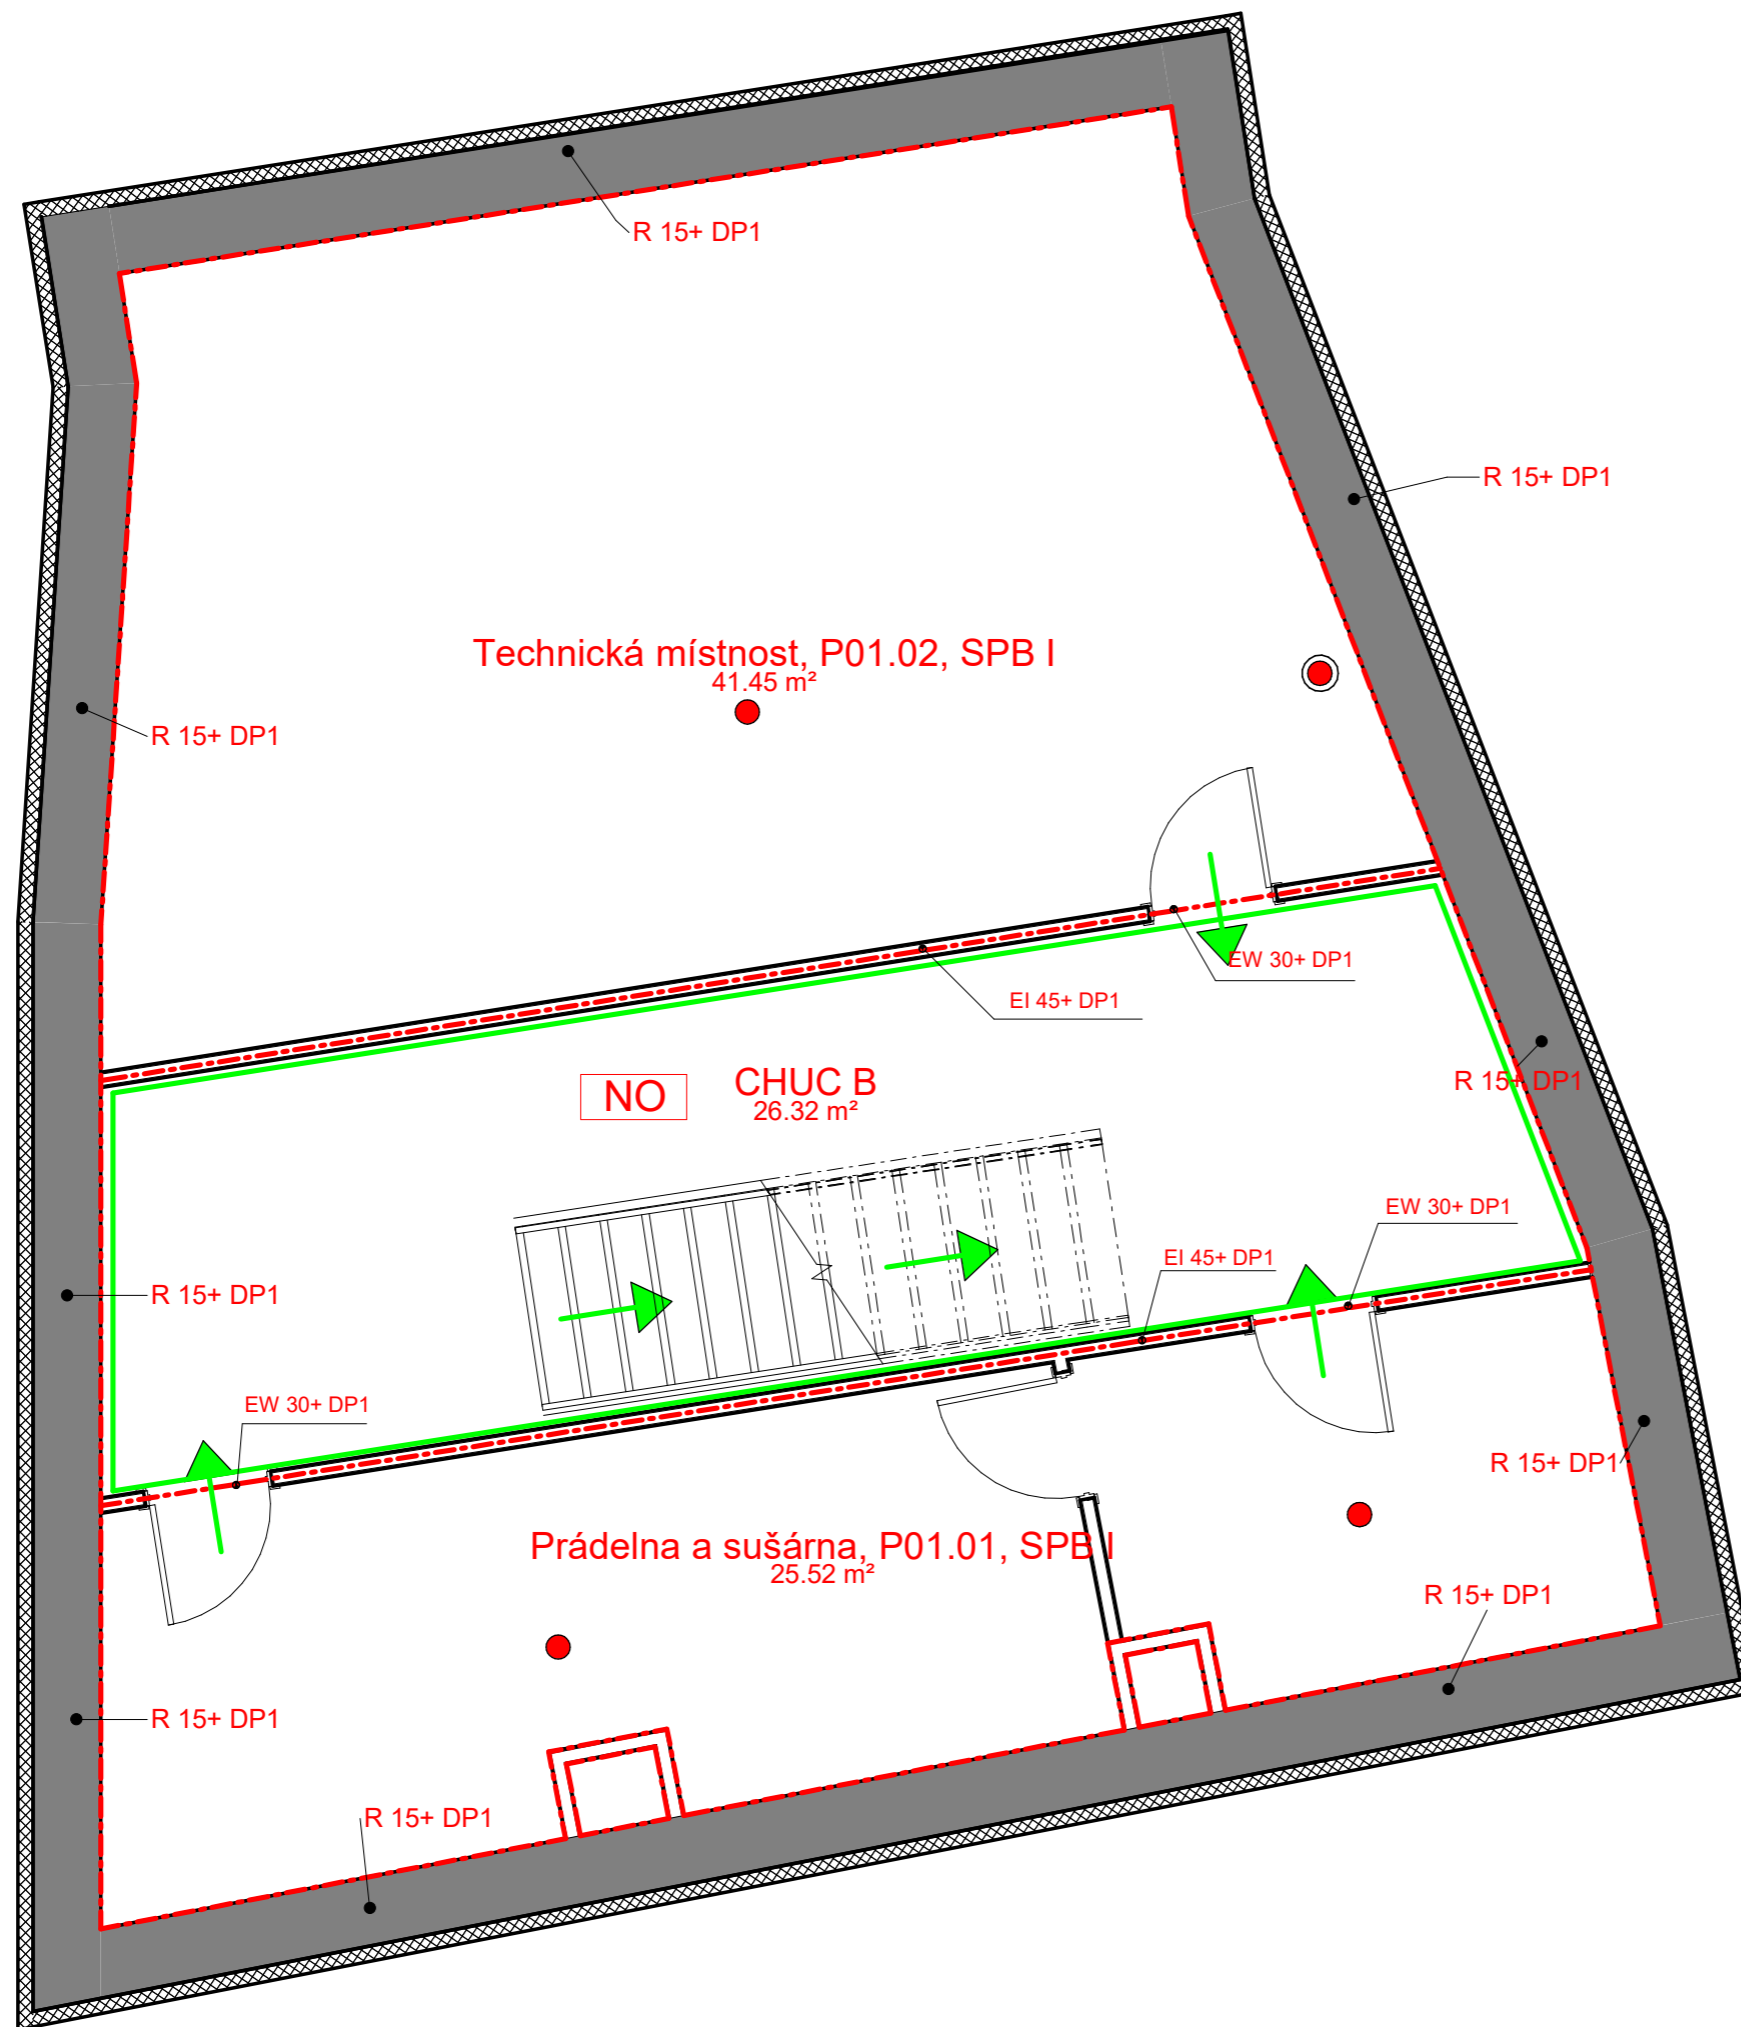 R 15+ DP1
R 15+ DP1
Technická místnost, P01.02, SPB I
41.45 m²
R 15+ DP1
EW 30+ DP1
EI 45+ DP1
NO
CHUC B
26.32 m²
R 15+ DP1
EW 30+ DP1
EI 45+ DP1
R 15+ DP1
EW 30+ DP1
R 15+ DP1
Prádelna a sušárna, P01.01, SPB I
25.52 m²
R 15+ DP1
R 15+ DP1
R 15+ DP1